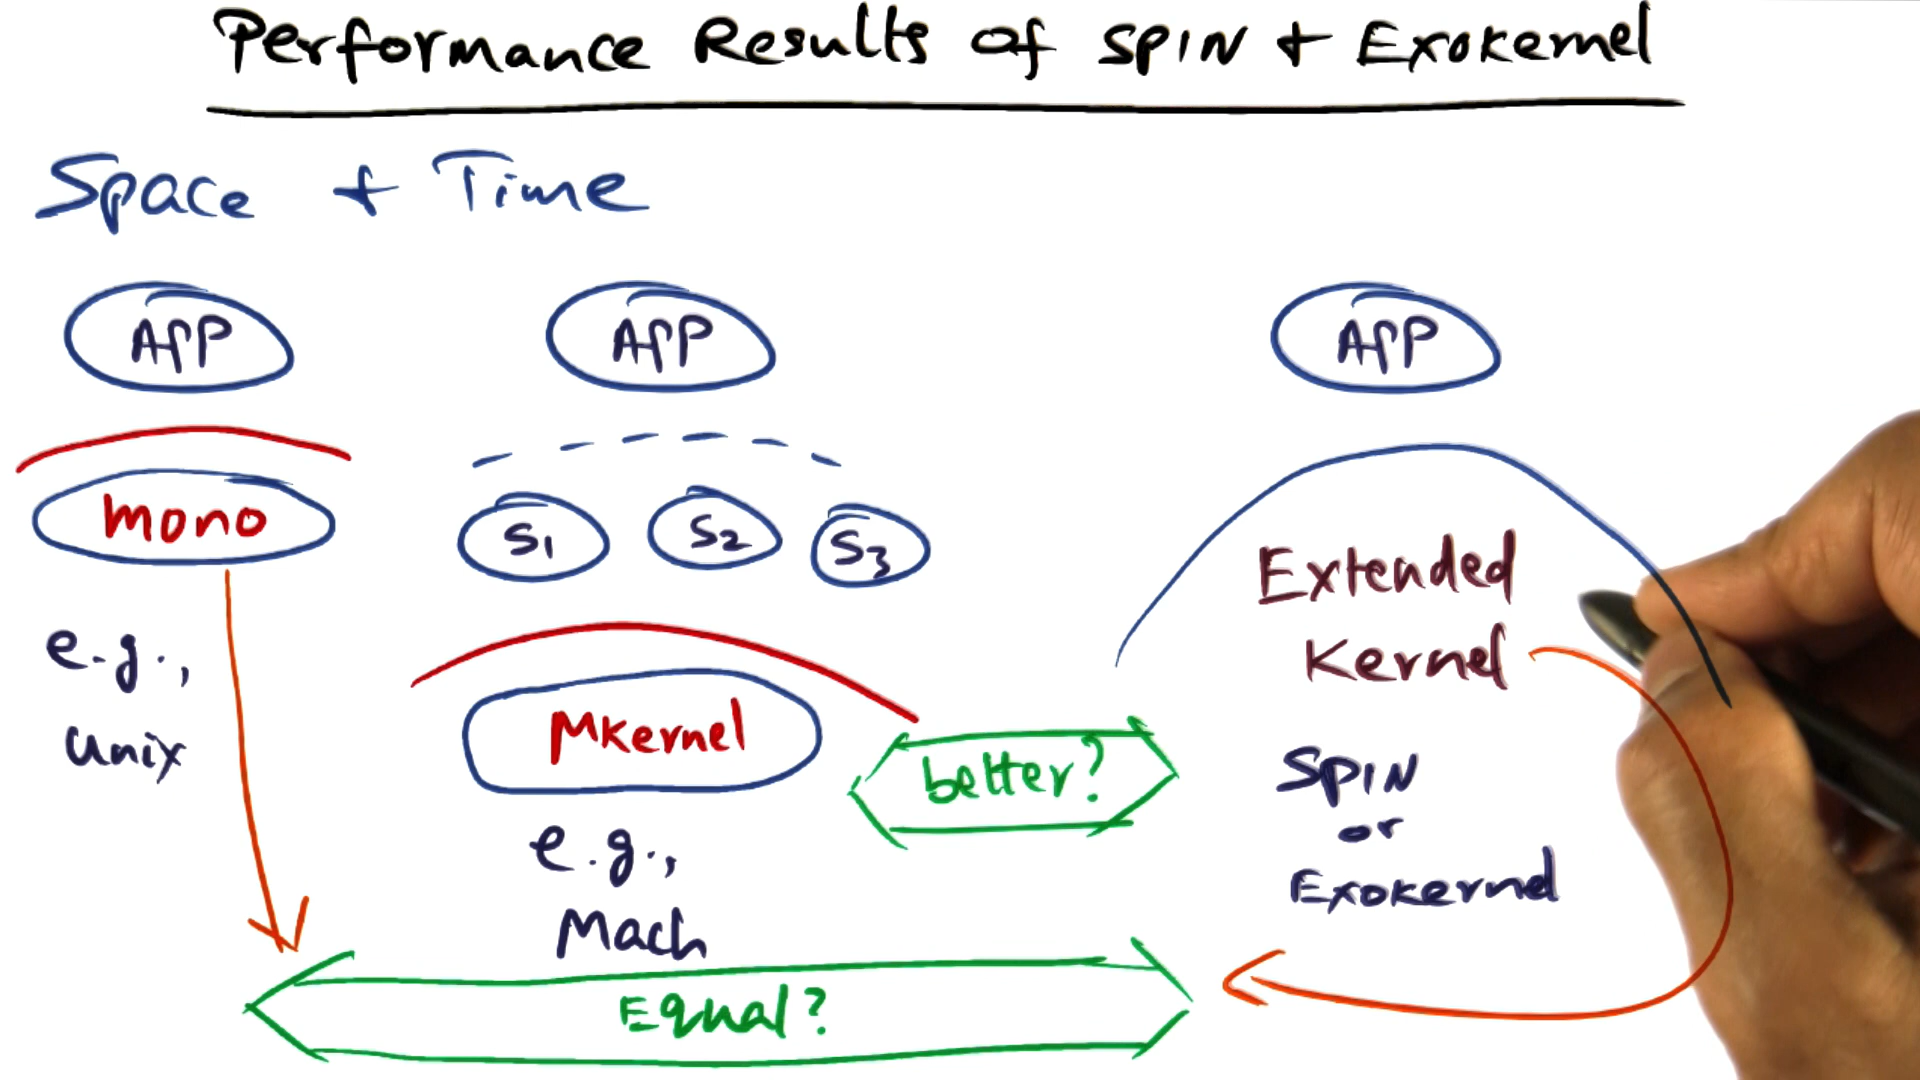 Performance Results of SPIN + Exokernel
Space + Time
APP
APP
APP
mono
S1
S2
S3
Extended
Kernel
e.g.,
Unix
Mkernel
better?
SPIN
or
Exokernel
e.g.,
Mach
Equal?